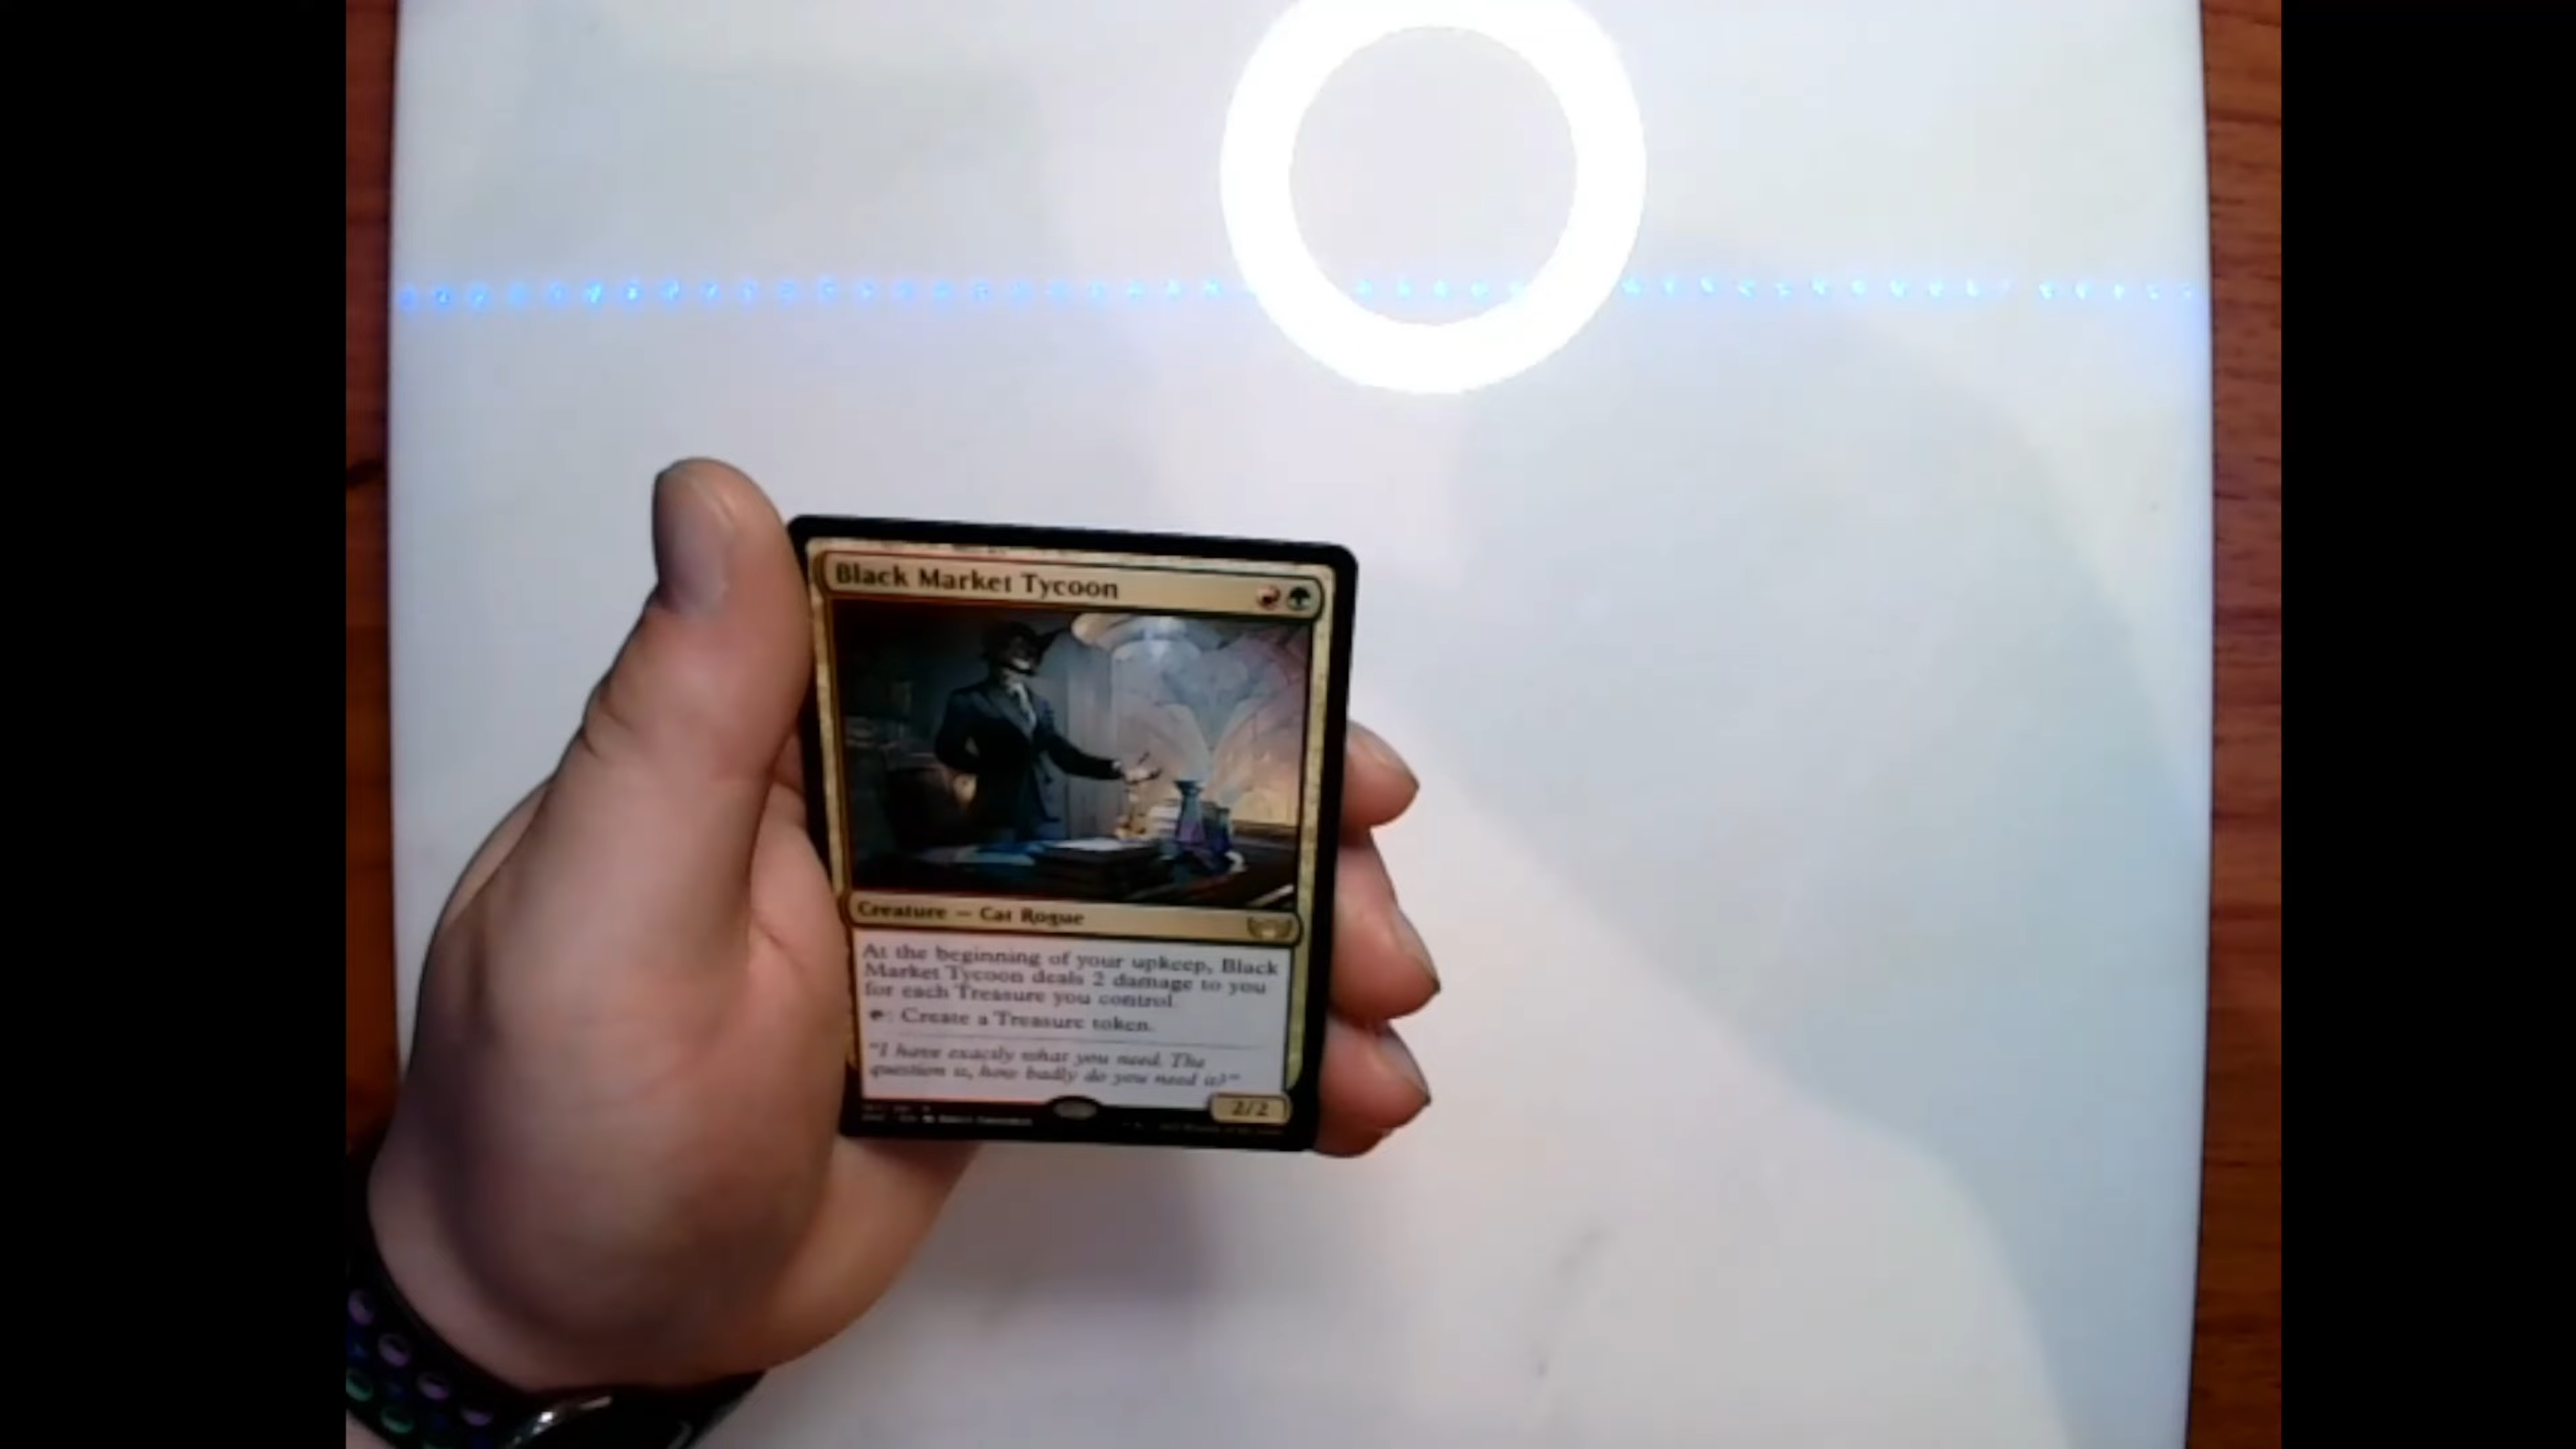 Black Market Tycoon
Creature — Cat Rogue
At the beginning of your upkeep, Black
Market Tycoon deals 2 damage to you
for each Treasure you control.
: Create a Treasure token.
"I have exactly what you need. The
question is, how badly do you need it?"
2/2